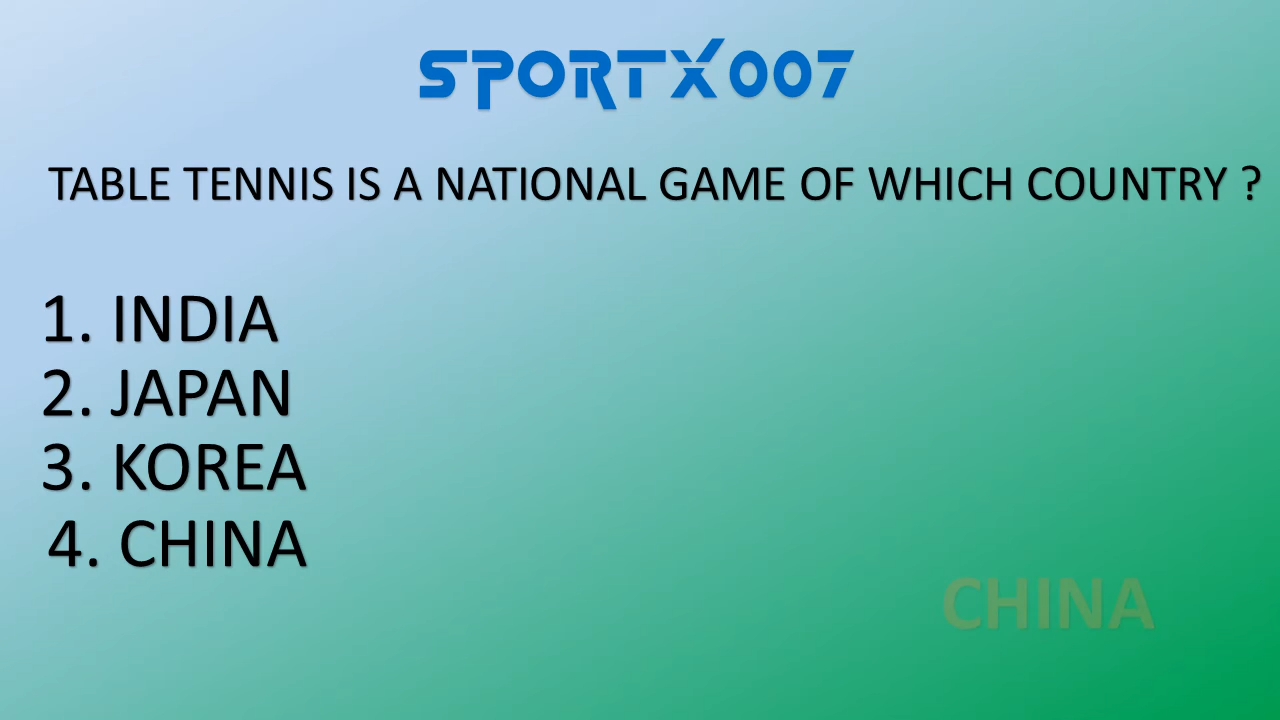 SPORTX007
TABLE TENNIS IS A NATIONAL GAME OF WHICH COUNTRY ?
1. INDIA
2. JAPAN
3. KOREA
4. CHINA
CHINA